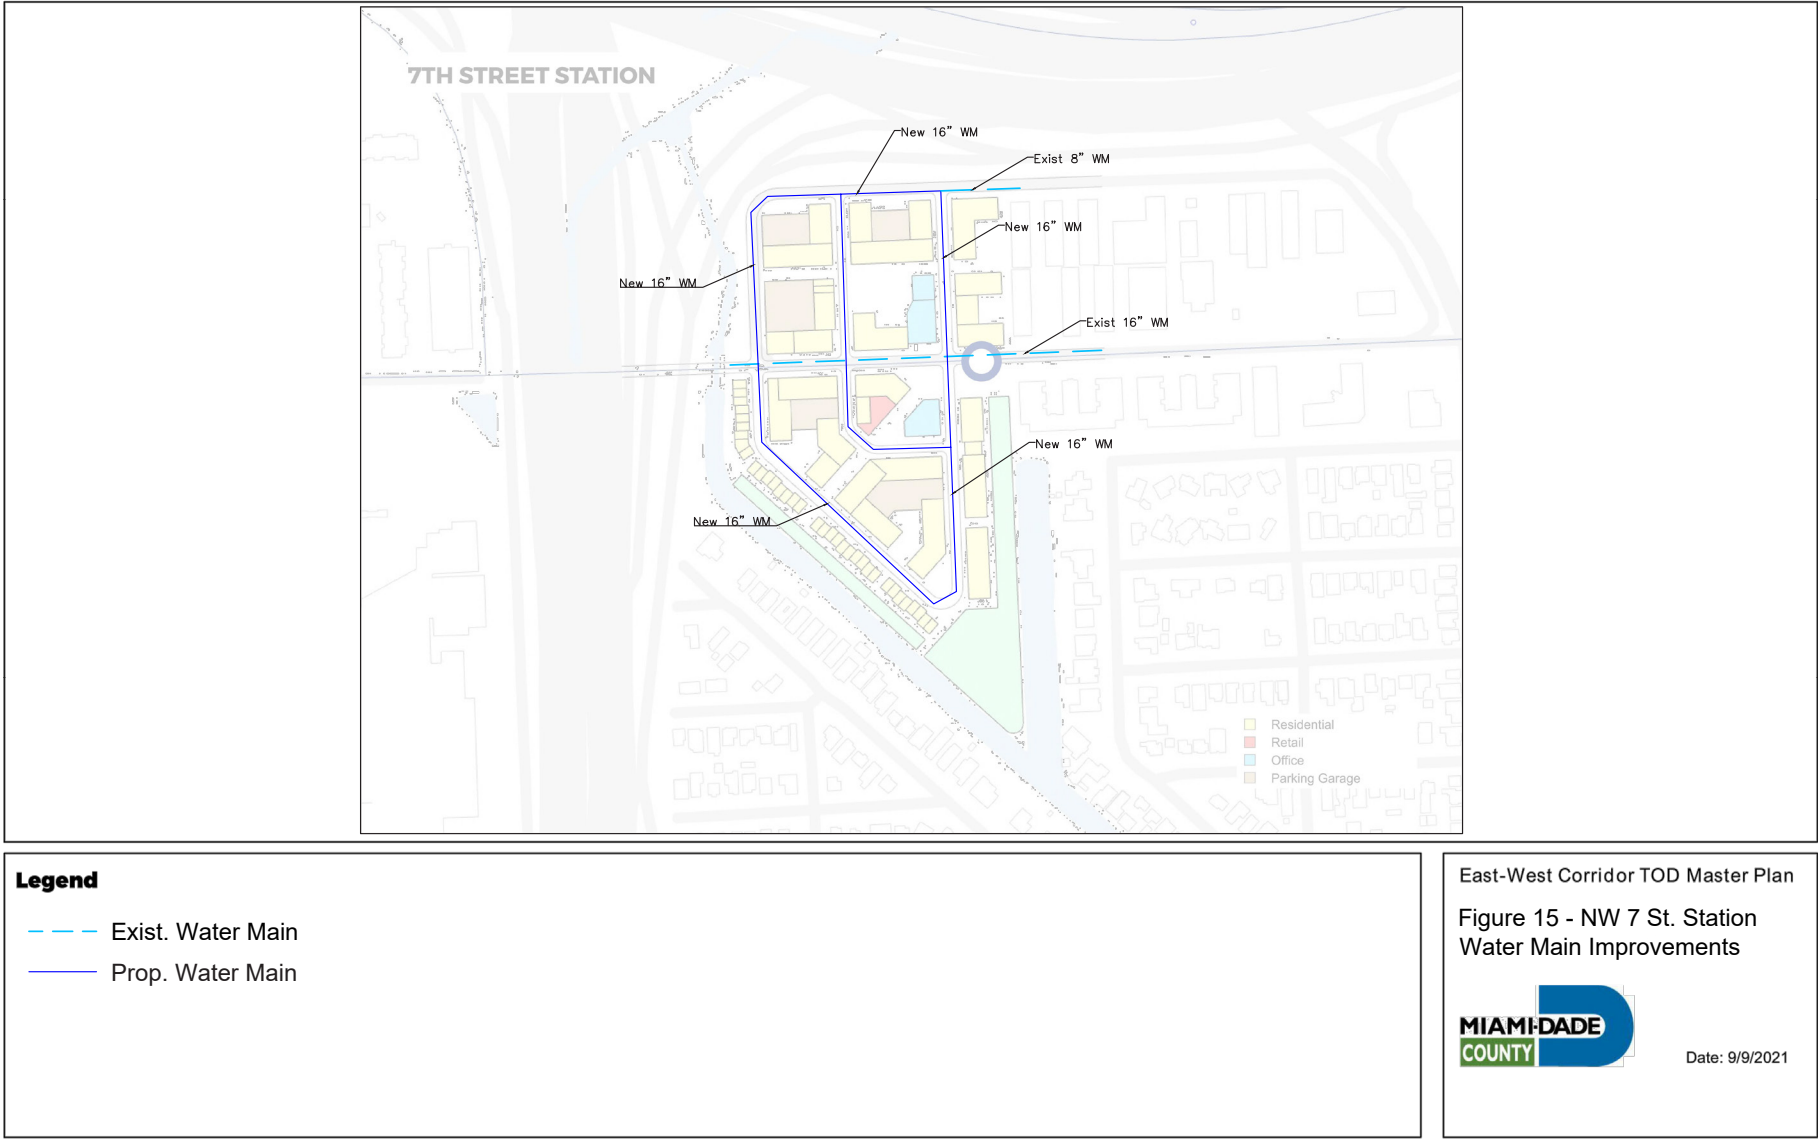 7TH STREET STATION
New 16" WM
Exist 8" WM
New 16" WM
New 16" WM
Exist 16" WM
New 16" WM
New 16" WM
Residential
Retail
Office
Parking Garage
Legend
Exist. Water Main
Prop. Water Main
East-West Corridor TOD Master Plan
Figure 15 - NW 7 St. Station
Water Main Improvements
MIAMI-DADE
COUNTY
Date: 9/9/2021